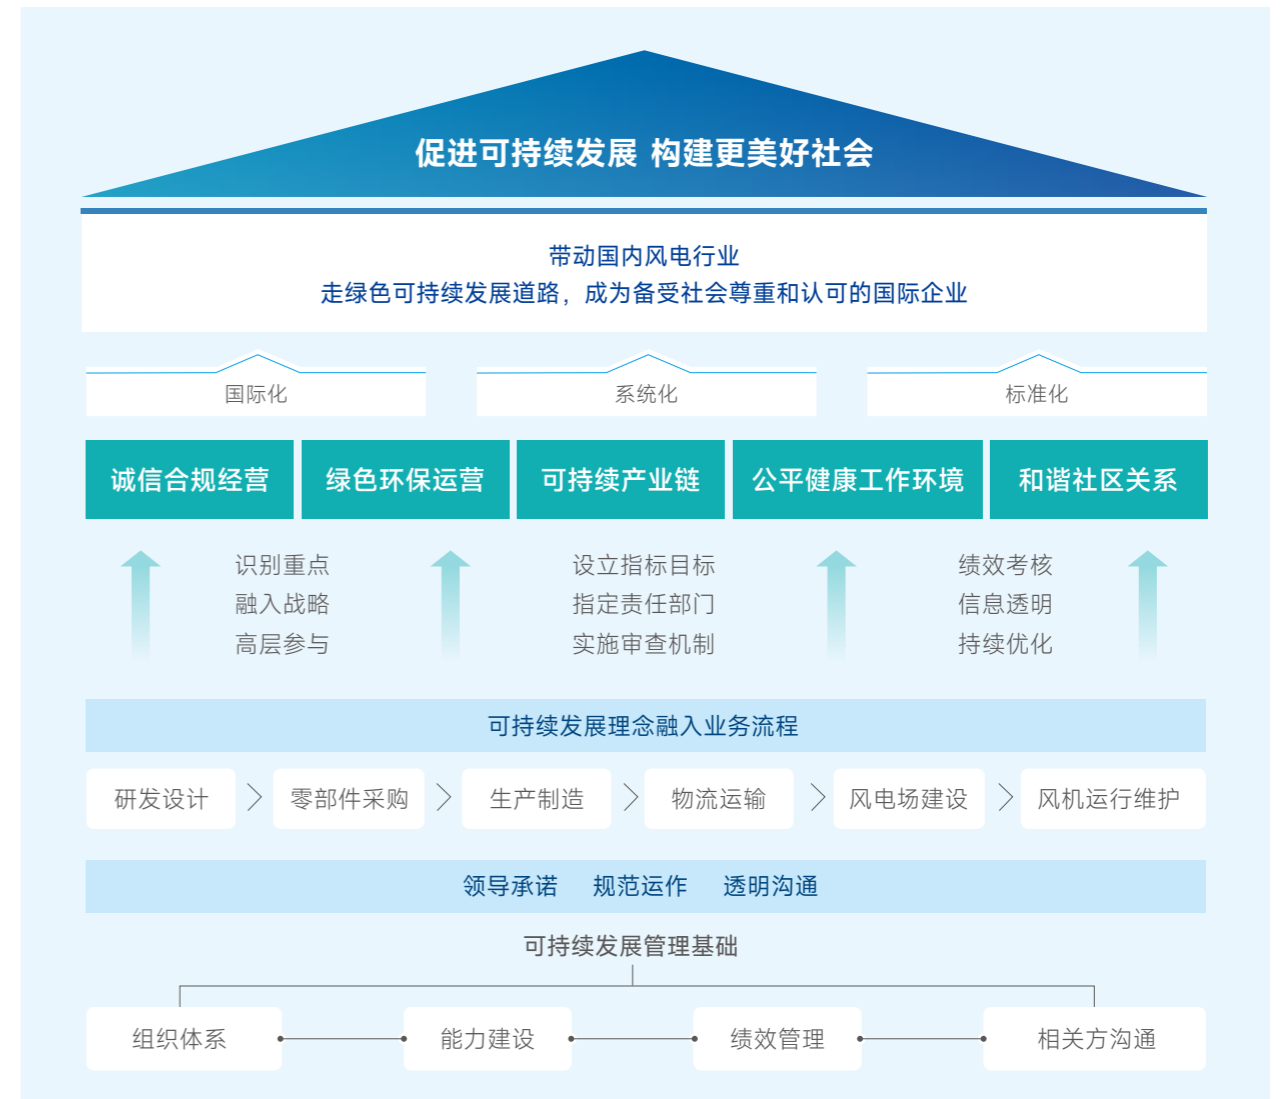 促进可持续发展 构建更美好社会
带动国内风电行业
走绿色可持续发展道路，成为备受社会尊重和认可的国际企业
国际化
系统化
标准化
诚信合规经营
绿色环保运营
可持续产业链
公平健康工作环境
和谐社区关系
识别重点
融入战略
高层参与
设立指标目标
指定责任部门
实施审查机制
绩效考核
信息透明
持续优化
可持续发展理念融入业务流程
研发设计
零部件采购
生产制造
物流运输
风电场建设
风机运行维护
领导承诺 规范运作 透明沟通
可持续发展管理基础
组织体系
能力建设
绩效管理
相关方沟通